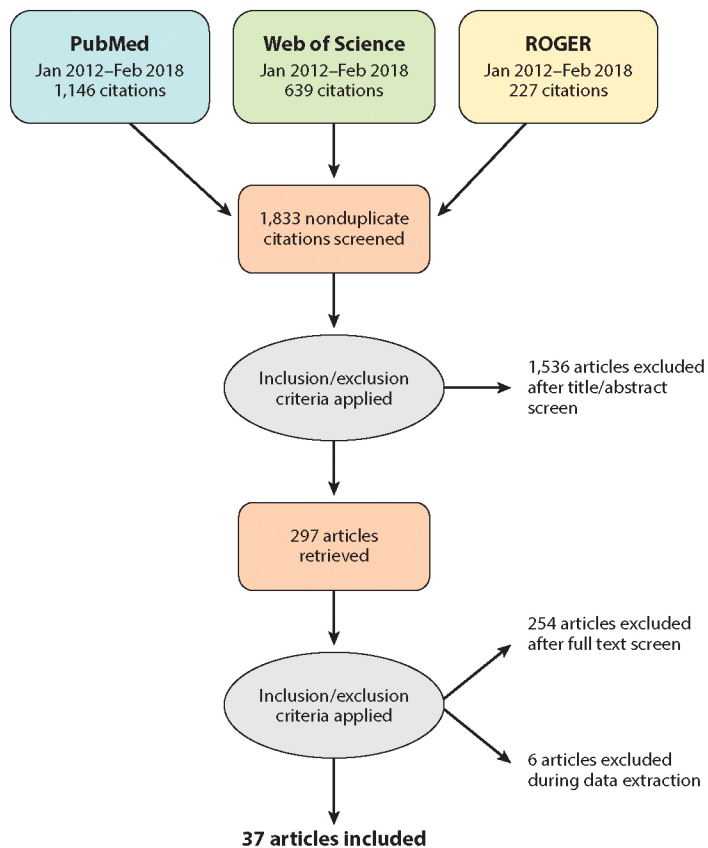 PubMed
Jan 2012–Feb 2018
1,146 citations
Web of Science
Jan 2012–Feb 2018
639 citations
ROGER
Jan 2012–Feb 2018
227 citations
1,833 nonduplicate
citations screened
Inclusion/exclusion
criteria applied
1,536 articles excluded
after title/abstract
screen
297 articles
retrieved
Inclusion/exclusion
criteria applied
254 articles excluded
after full text screen
6 articles excluded
during data extraction
37 articles included